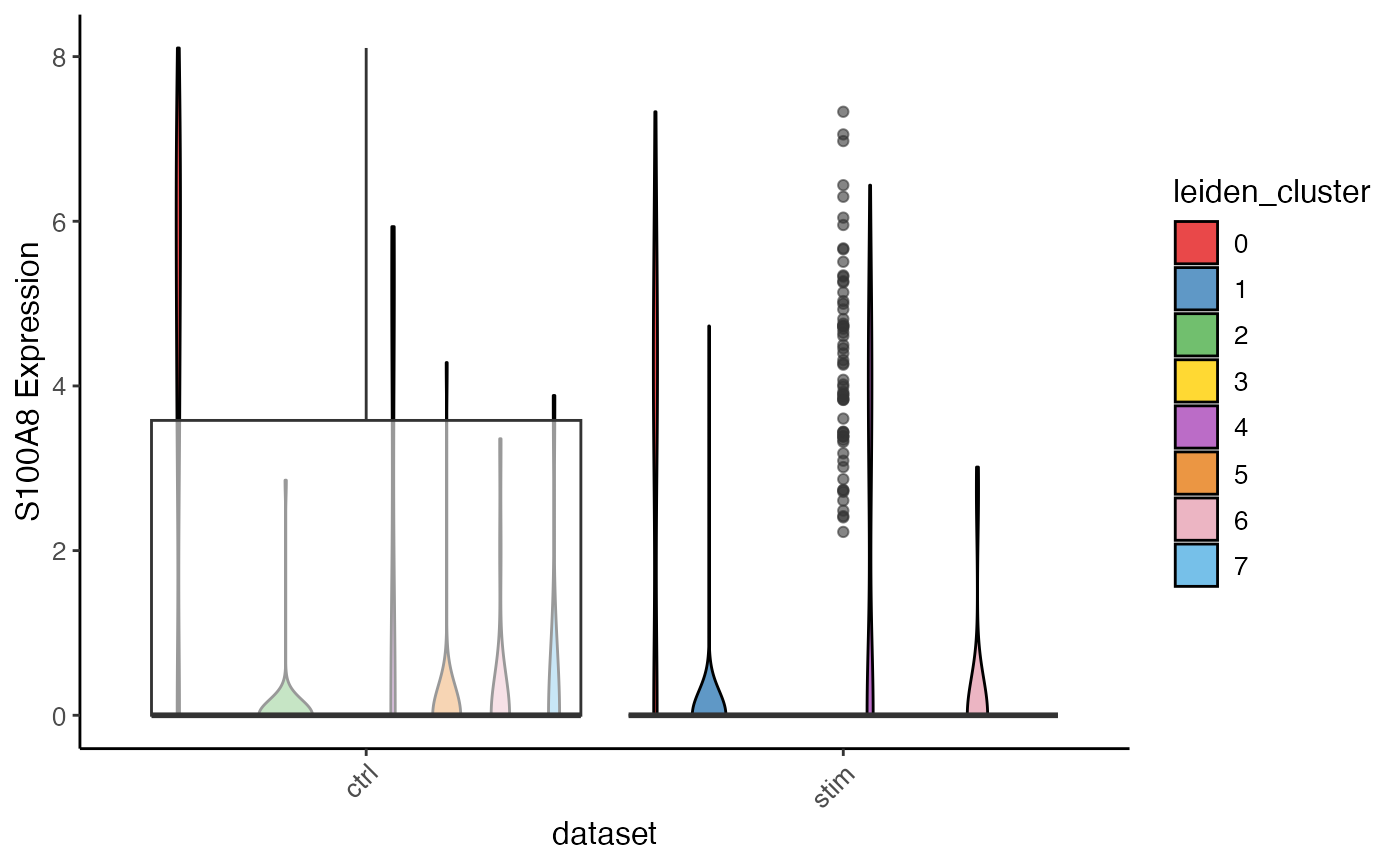 S100A8 Expression
8
6
4
2
0
ctrl
stim
dataset
leiden_cluster
0
1
2
3
4
5
6
7